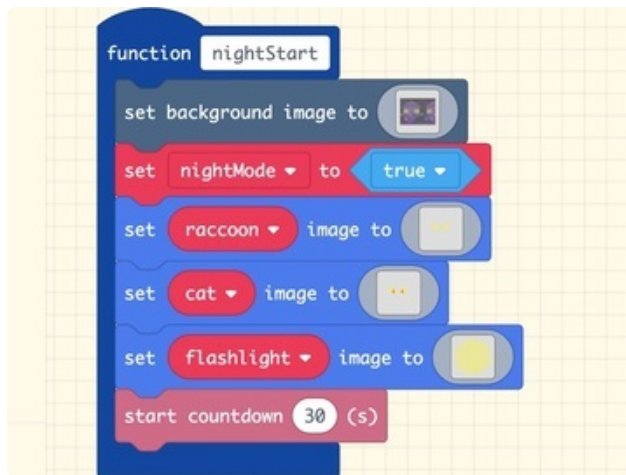 function nightStart
set background image to
set nightMode to true
set raccoon image to
set cat image to
set flashlight image to
start countdown 30 (s)